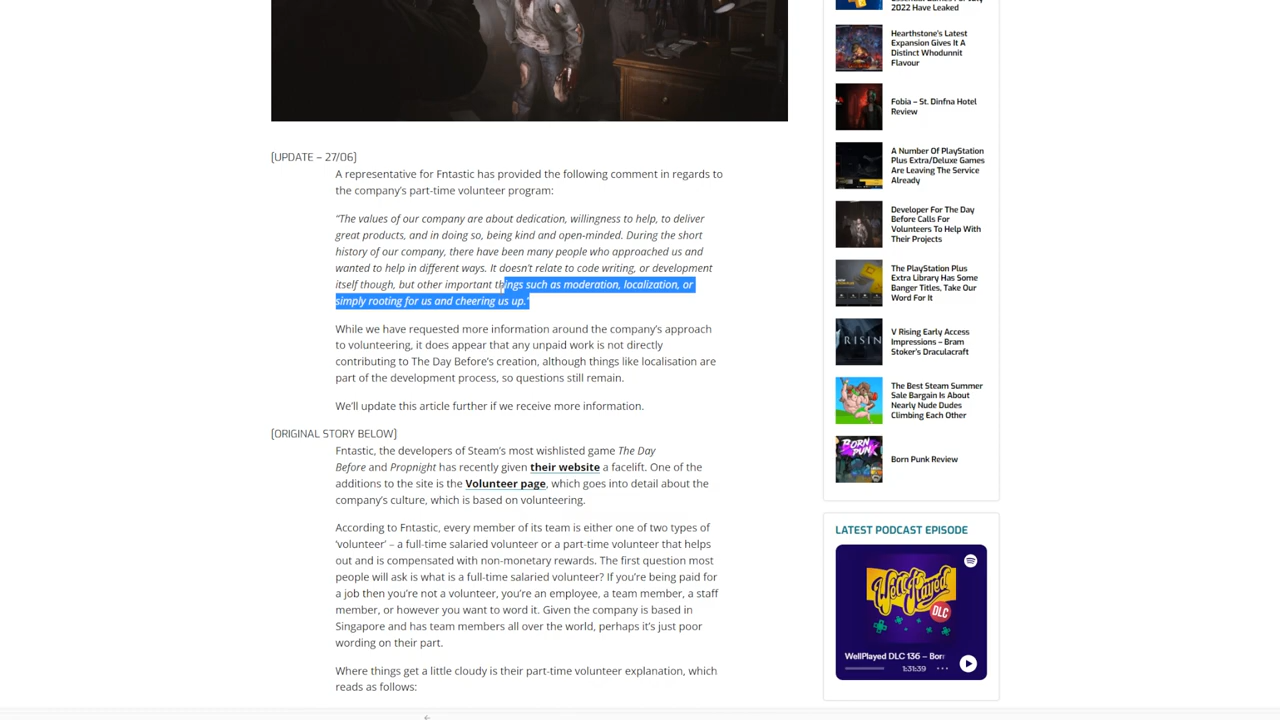 [UPDATE – 27/06]
A representative for Fntastic has provided the following comment in regards to
the company's part-time volunteer program:
"The values of our company are about dedication, willingness to help, to deliver
great products, and in doing so, being kind and open-minded. During the short
history of our company, there have been many people who approached us and
wanted to help in different ways. It doesn't relate to code writing, or development
itself though, but other important things such as moderation, localization, or
simply rooting for us and cheering us up."
While we have requested more information around the company's approach
to volunteering, it does appear that any unpaid work is not directly
contributing to The Day Before's creation, although things like localisation are
part of the development process, so questions still remain.
We'll update this article further if we receive more information.
[ORIGINAL STORY BELOW]
Fntastic, the developers of Steam's most wishlisted game The Day
Before and Propnight has recently given their website a facelift. One of the
additions to the site is the Volunteer page, which goes into detail about the
company's culture, which is based on volunteering.
According to Fntastic, every member of its team is either one of two types of
'volunteer' – a full-time salaried volunteer or a part-time volunteer that helps
out and is compensated with non-monetary rewards. The first question most
people will ask is what is a full-time salaried volunteer? If you're being paid for
a job then you're not a volunteer, you're an employee, a team member, a staff
member, or however you want to word it. Given the company is based in
Singapore and has team members all over the world, perhaps it's just poor
wording on their part.
Where things get a little cloudy is their part-time volunteer explanation, which
reads as follows:
Essential Games For July
2022 Have Leaked
Hearthstone's Latest
Expansion Gives It A
Distinct Whodunnit
Flavour
Fobia – St. Dinfna Hotel
Review
A Number Of PlayStation
Plus Extra/Deluxe Games
Are Leaving The Service
Already
Developer For The Day
Before Calls For
Volunteers To Help With
Their Projects
The PlayStation Plus
Extra Library Has Some
Banger Titles, Take Our
Word For It
RISIN
V Rising Early Access
Impressions – Bram
Stoker's Draculacraft
The Best Steam Summer
Sale Bargain Is About
Nearly Nude Dudes
Climbing Each Other
BORN
PUNK
Born Punk Review
LATEST PODCAST EPISODE
Well Played
DLC
WellPlayed DLC 136 – Bor
1:31:39